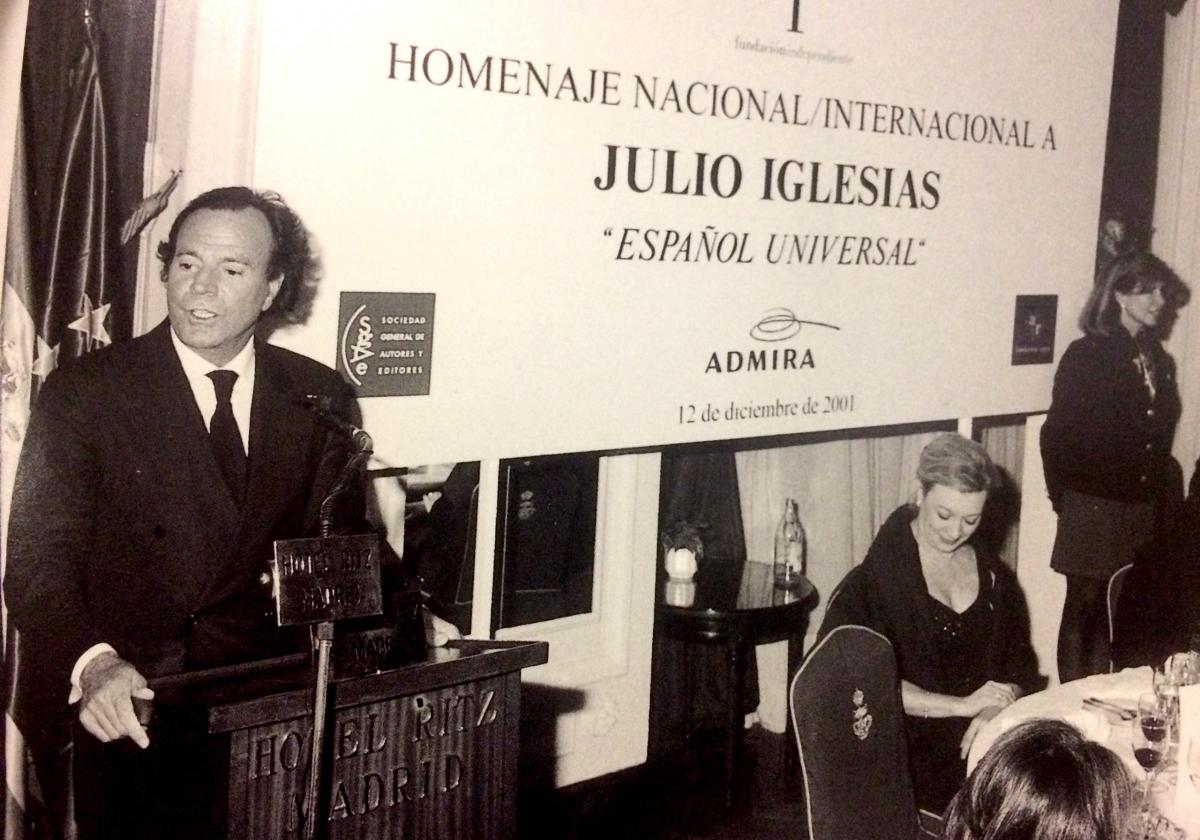 fundaciónindependiente
HOMENAJE NACIONAL/INTERNACIONAL A
JULIO IGLESIAS
"ESPAÑOL UNIVERSAL"
SGAE
SOCIEDAD
GENERAL DE
AUTORES Y
EDITORES
ADMIRA
12 de diciembre de 2001
HOTEL RITZ
MADRID
HOTEL RITZ
MADRID